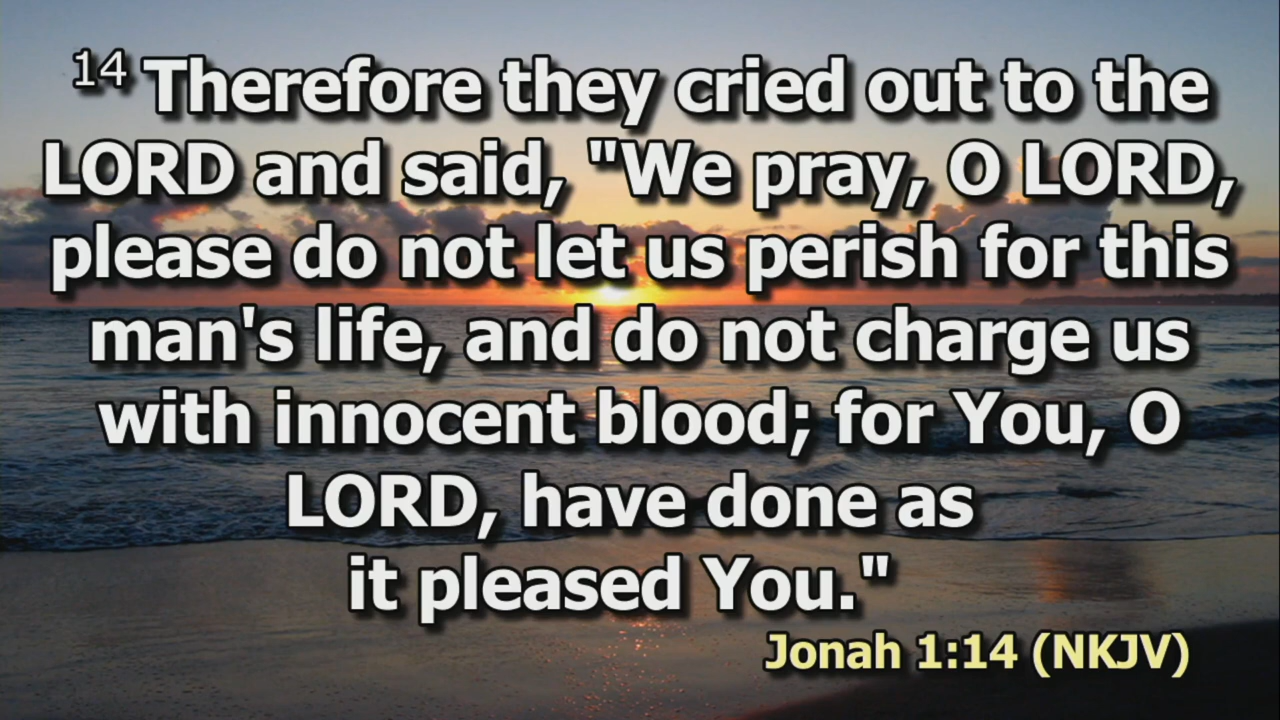 14 Therefore they cried out to the
LORD and said, "We pray, O LORD,
please do not let us perish for this
man's life, and do not charge us
with innocent blood; for You, O
LORD, have done as
it pleased You."
Jonah 1:14 (NKJV)